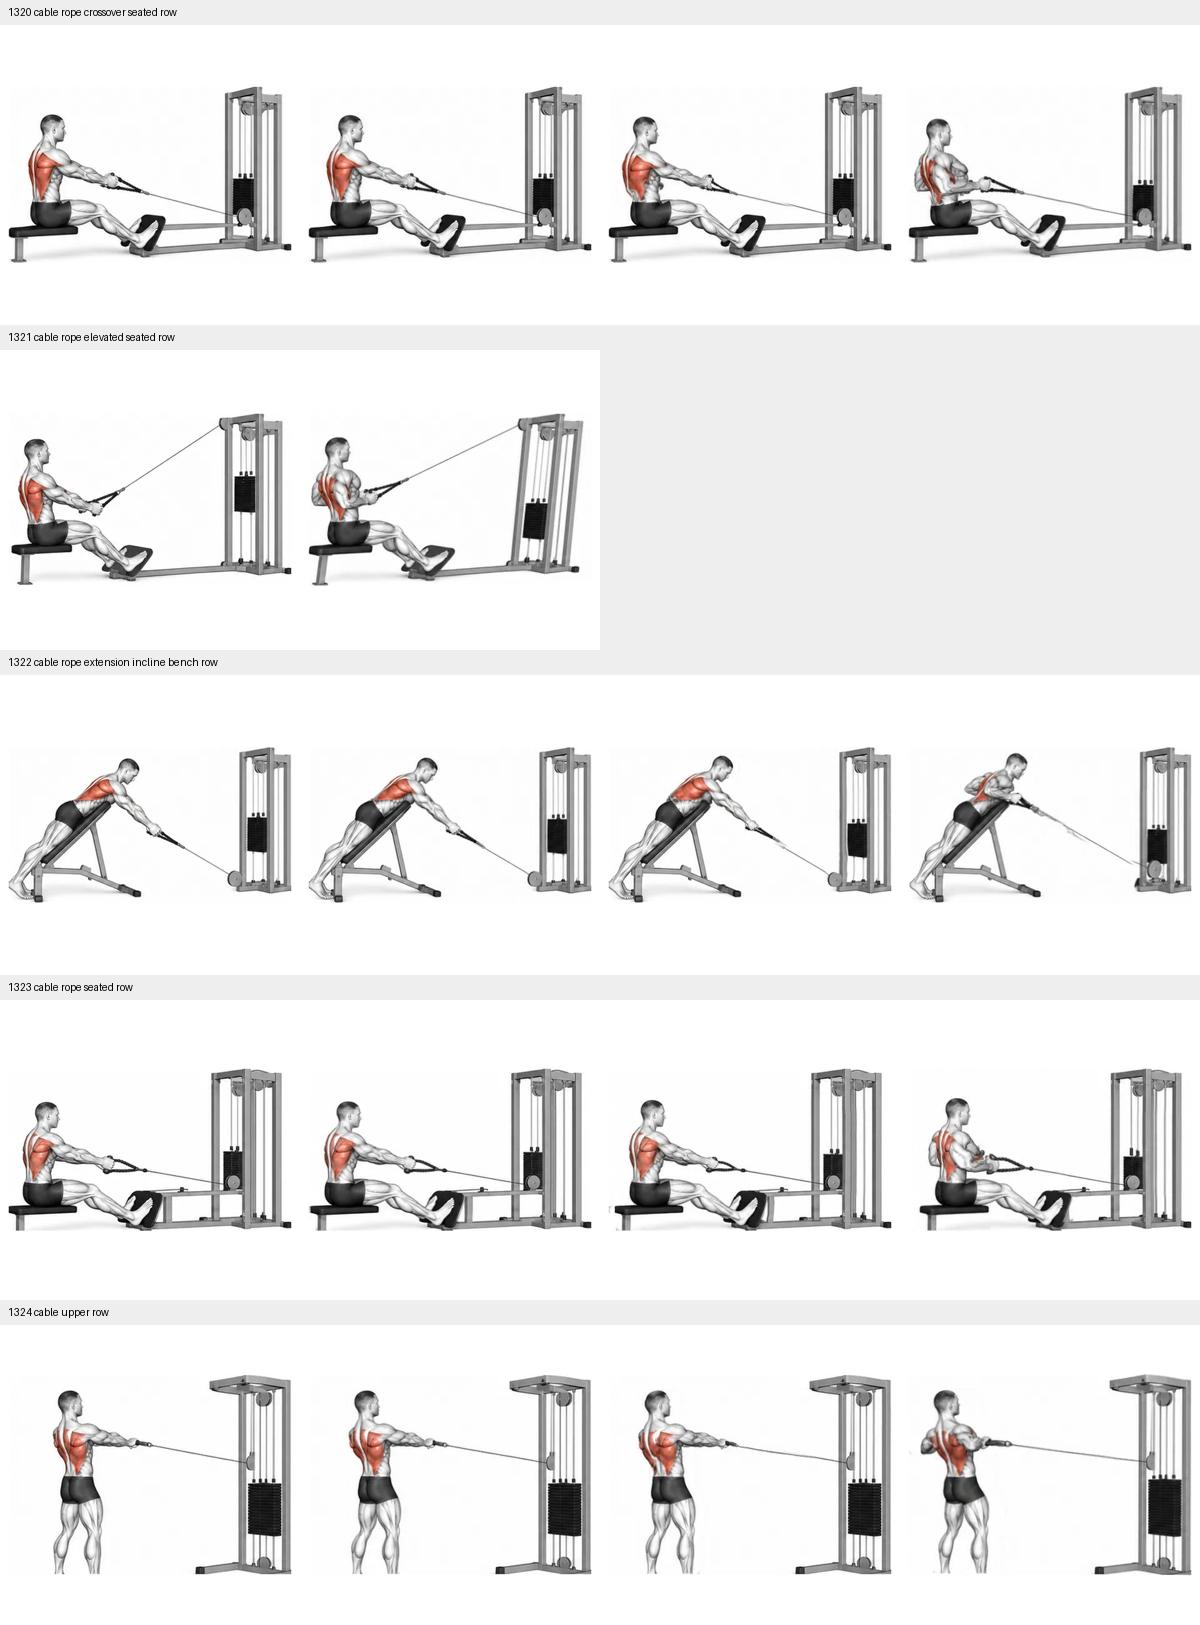 1320 cable rope crossover seated row
1321 cable rope elevated seated row
1322 cable rope extension incline bench row
1323 cable rope seated row
1324 cable upper row